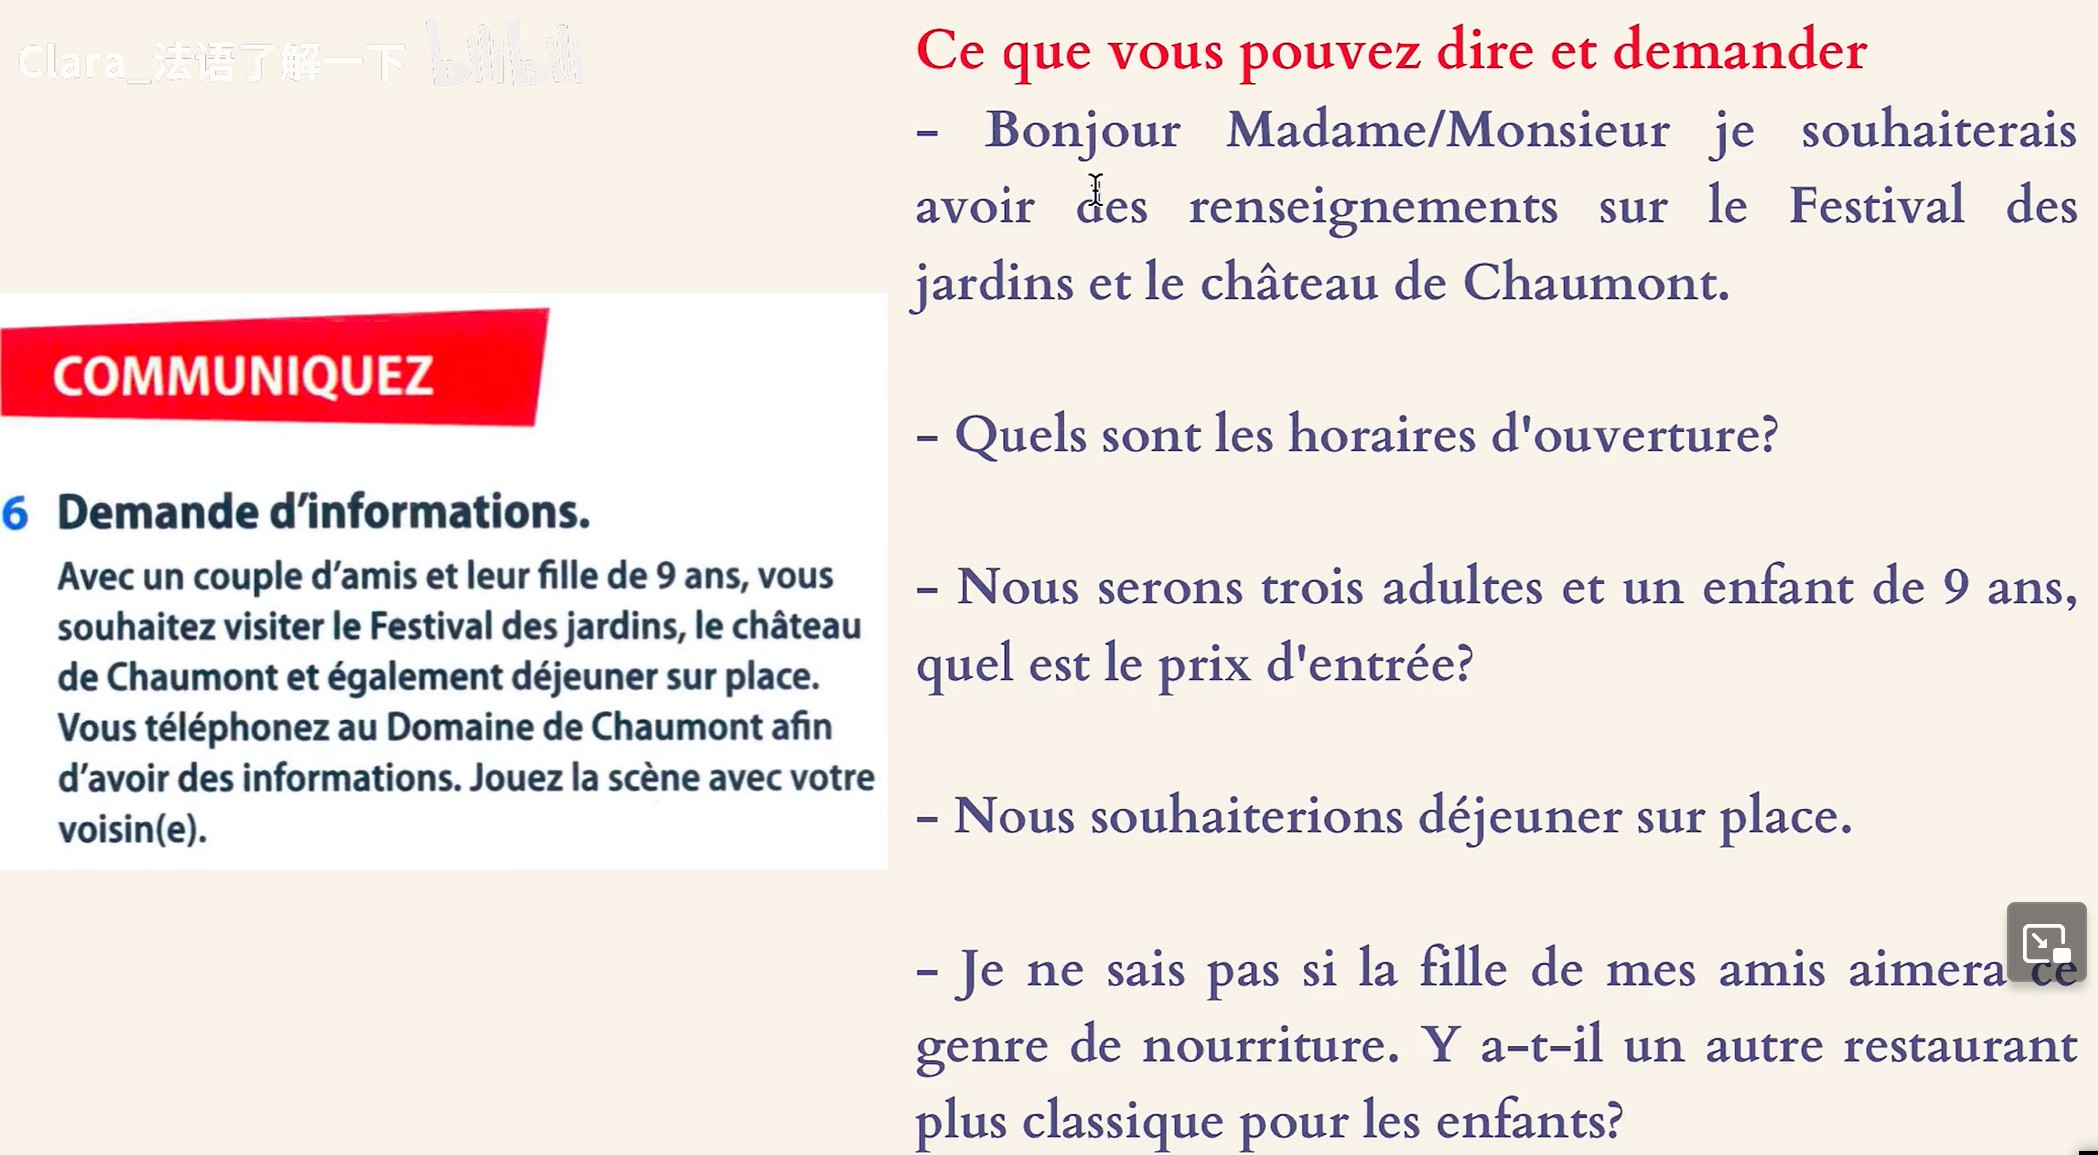 Clara_法语了解一下 bilibili
COMMUNIQUEZ
6 Demande d’informations.
Avec un couple d’amis et leur fille de 9 ans, vous
souhaitez visiter le Festival des jardins, le château
de Chaumont et également déjeuner sur place.
Vous téléphonez au Domaine de Chaumont afin
d’avoir des informations. Jouez la scène avec votre
voisin(e).
Ce que vous pouvez dire et demander
- Bonjour Madame/Monsieur je souhaiterais
avoir des renseignements sur le Festival des
jardins et le château de Chaumont.
- Quels sont les horaires d'ouverture?
- Nous serons trois adultes et un enfant de 9 ans,
quel est le prix d'entrée?
- Nous souhaiterions déjeuner sur place.
- Je ne sais pas si la fille de mes amis aimera ce
genre de nourriture. Y a-t-il un autre restaurant
plus classique pour les enfants?